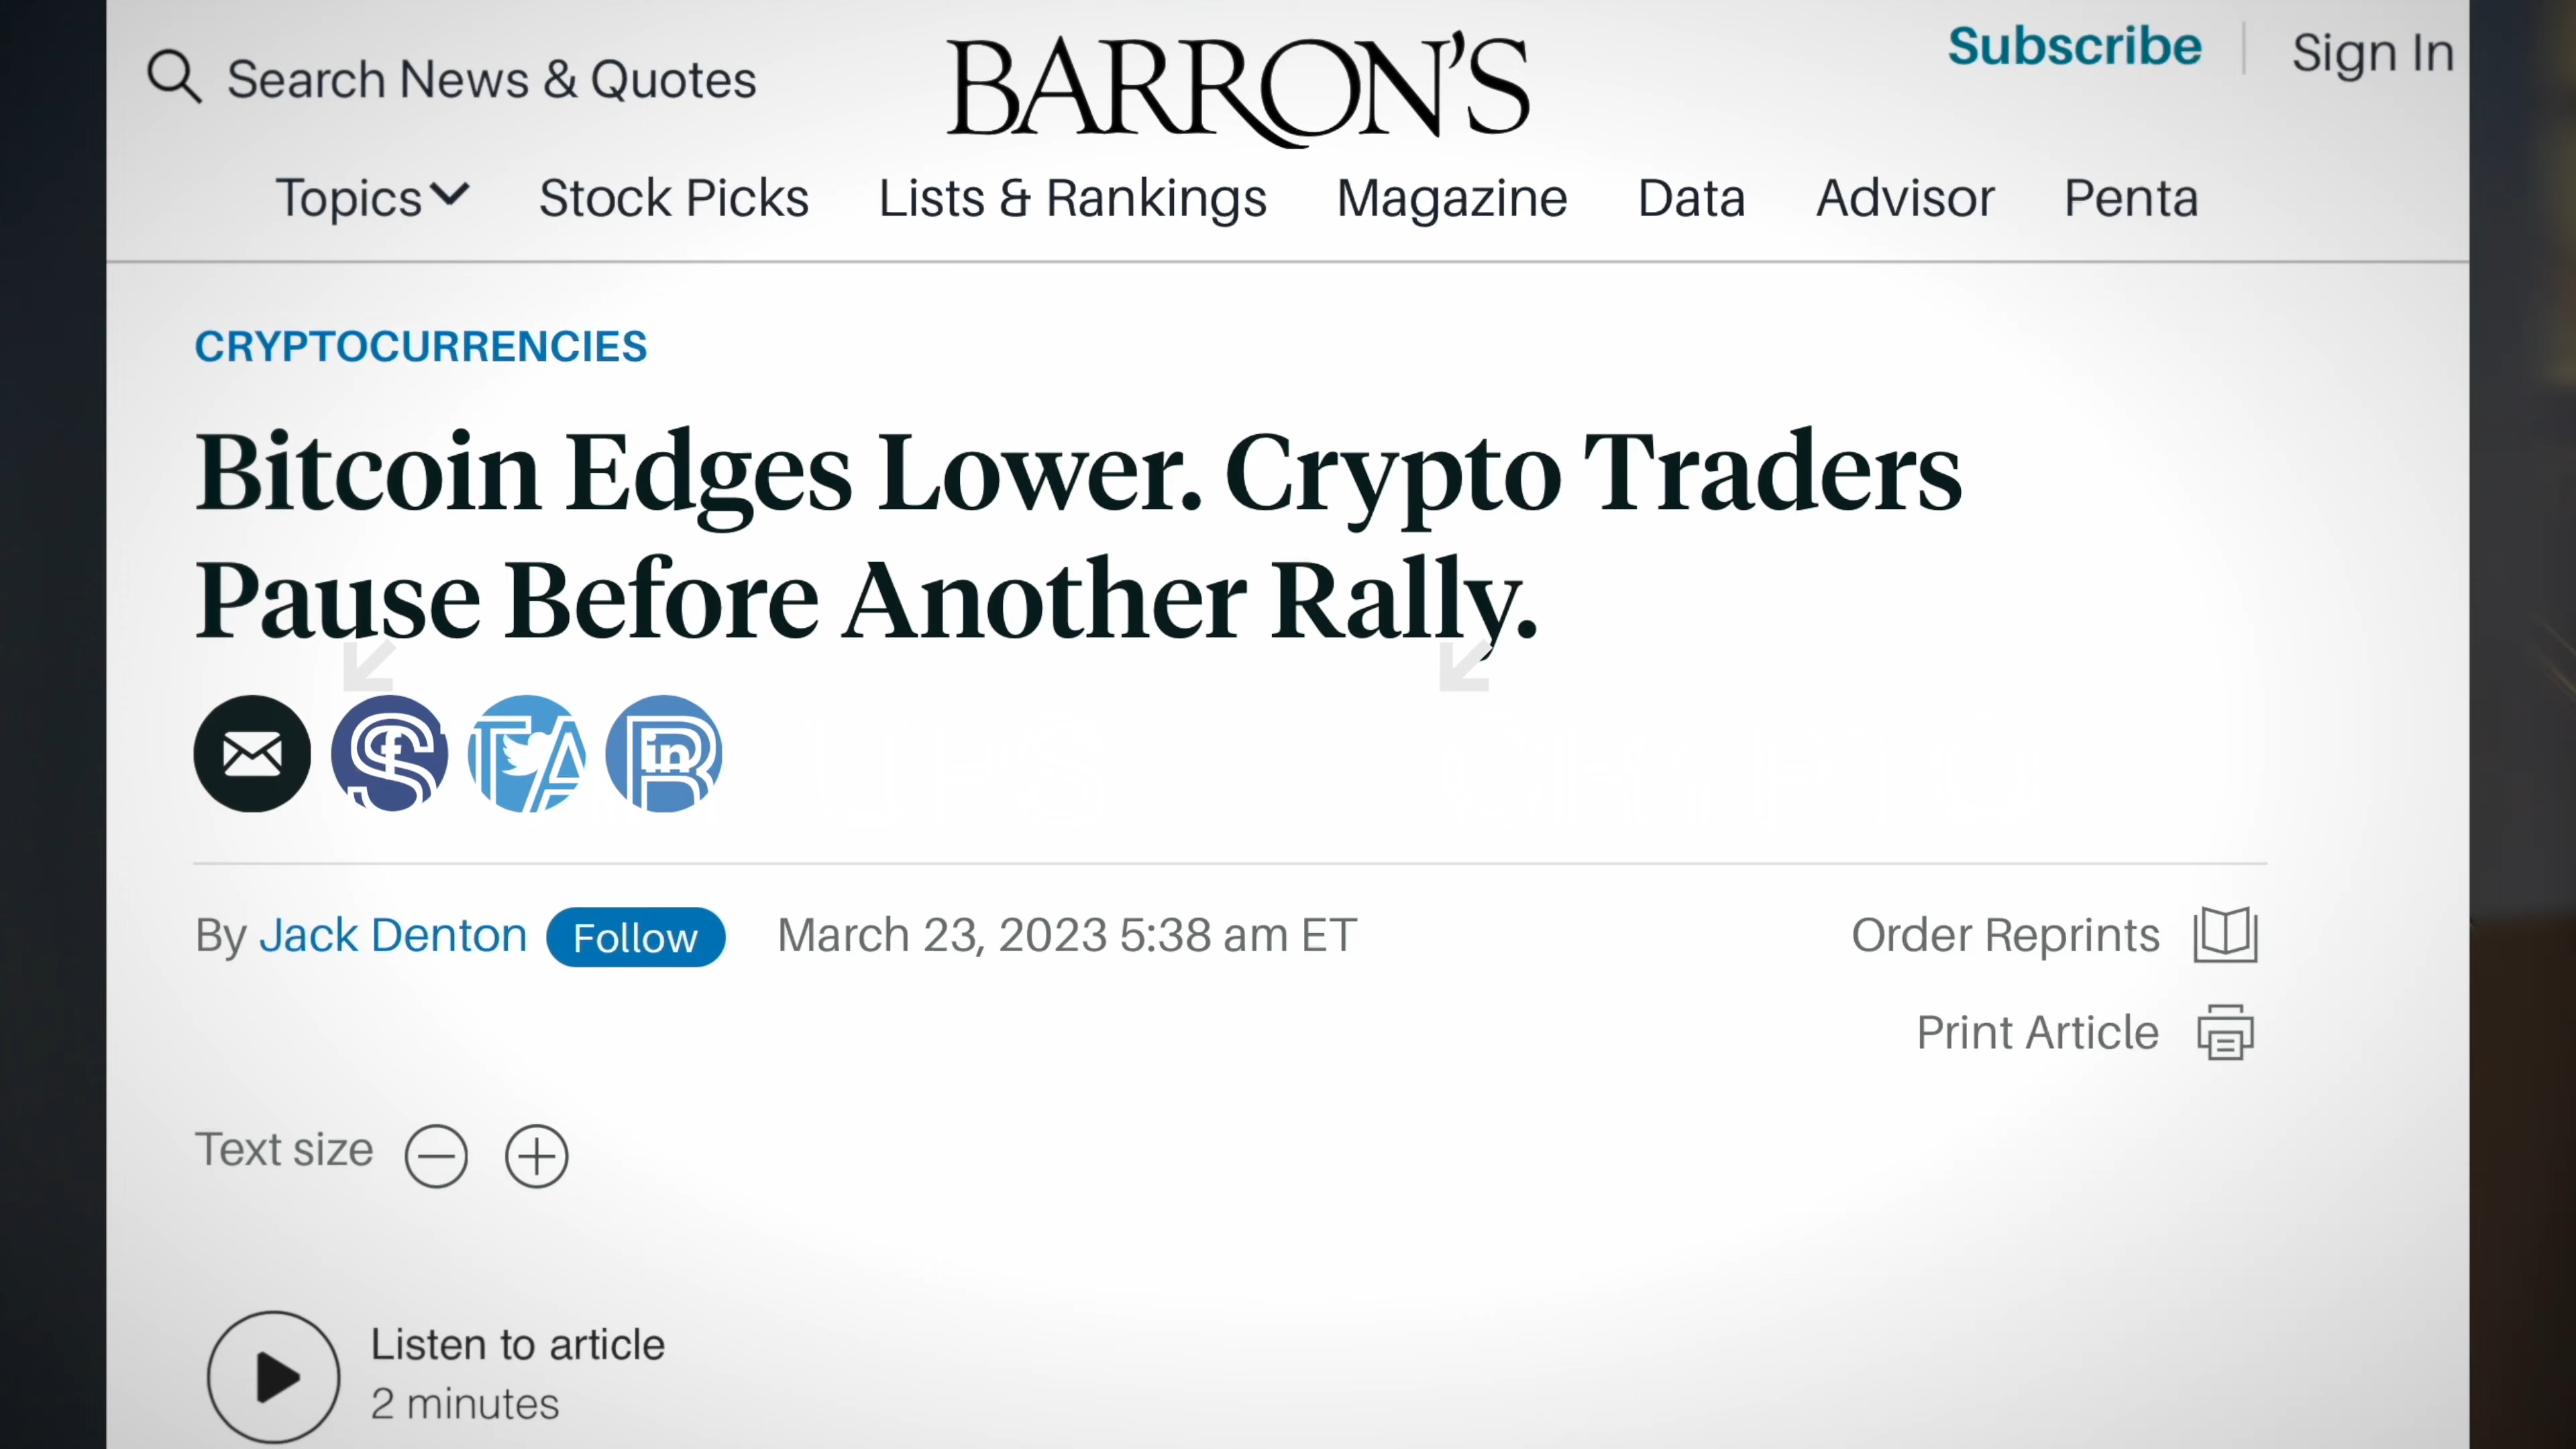 Search News & Quotes
BARRON'S
Subscribe
Sign In
Topics
Stock Picks
Lists & Rankings
Magazine
Data
Advisor
Penta
CRYPTOCURRENCIES
Bitcoin Edges Lower. Crypto Traders
Pause Before Another Rally.
f
in
STAR
By Jack Denton
Follow
March 23, 2023 5:38 am ET
Order Reprints
Print Article
Text size
Listen to article
2 minutes